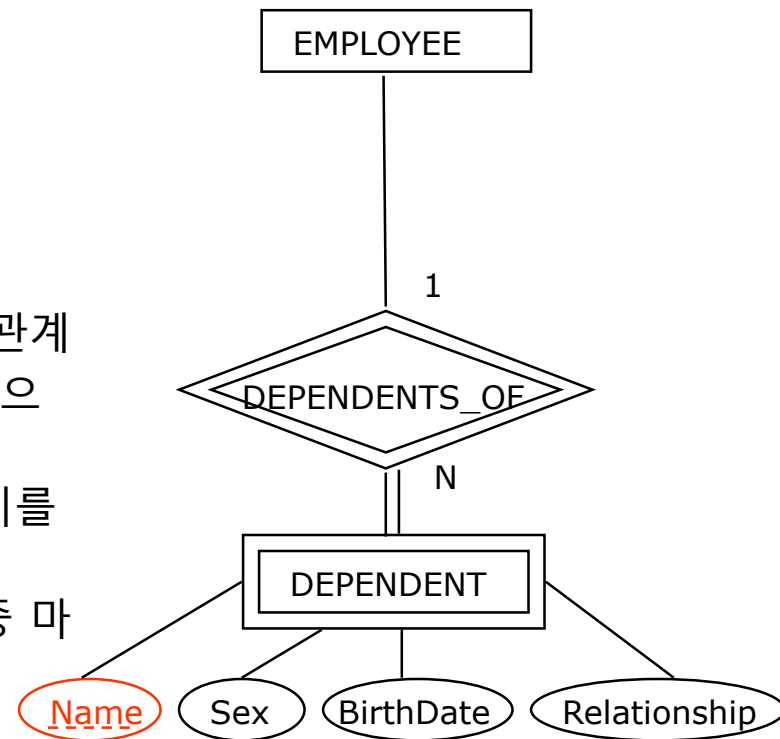 EMPLOYEE
1
관계
DEPENDENTS_OF
으
N
를
DEPENDENT
마
Name
Sex
BirthDate
Relationship